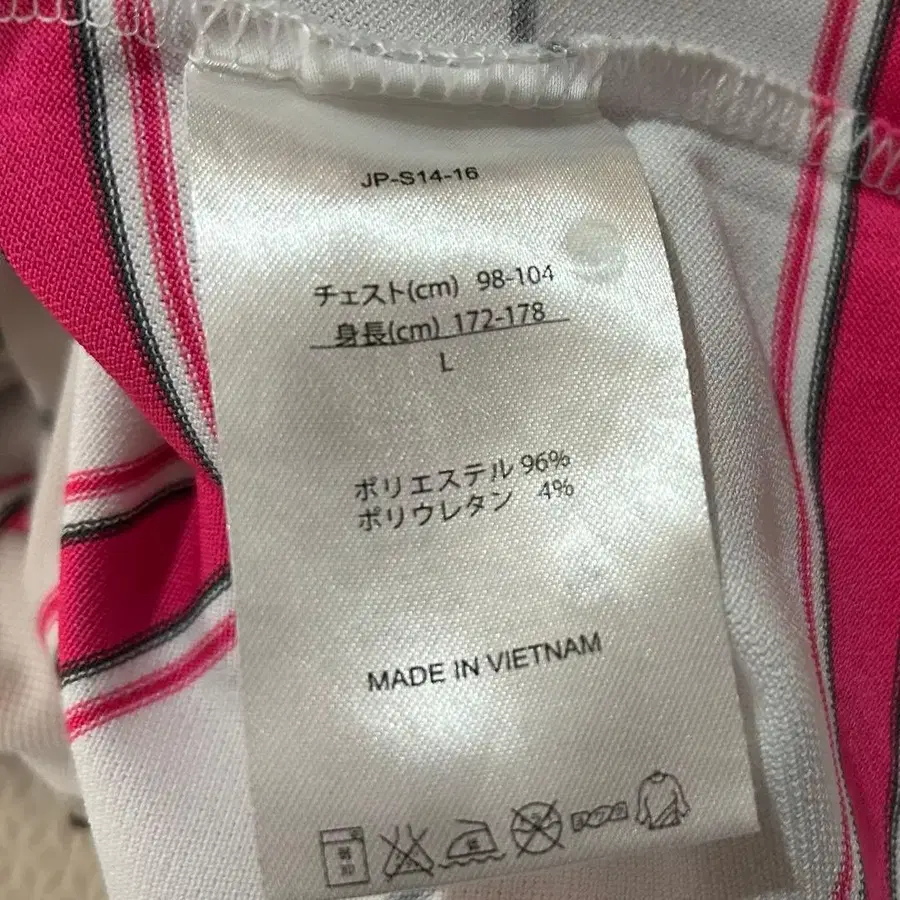 JP-S14-16
チェスト(cm) 98-104
身長(cm) 172-178
L
ポリエステル 96%
ポリウレタン 4%
MADE IN VIETNAM